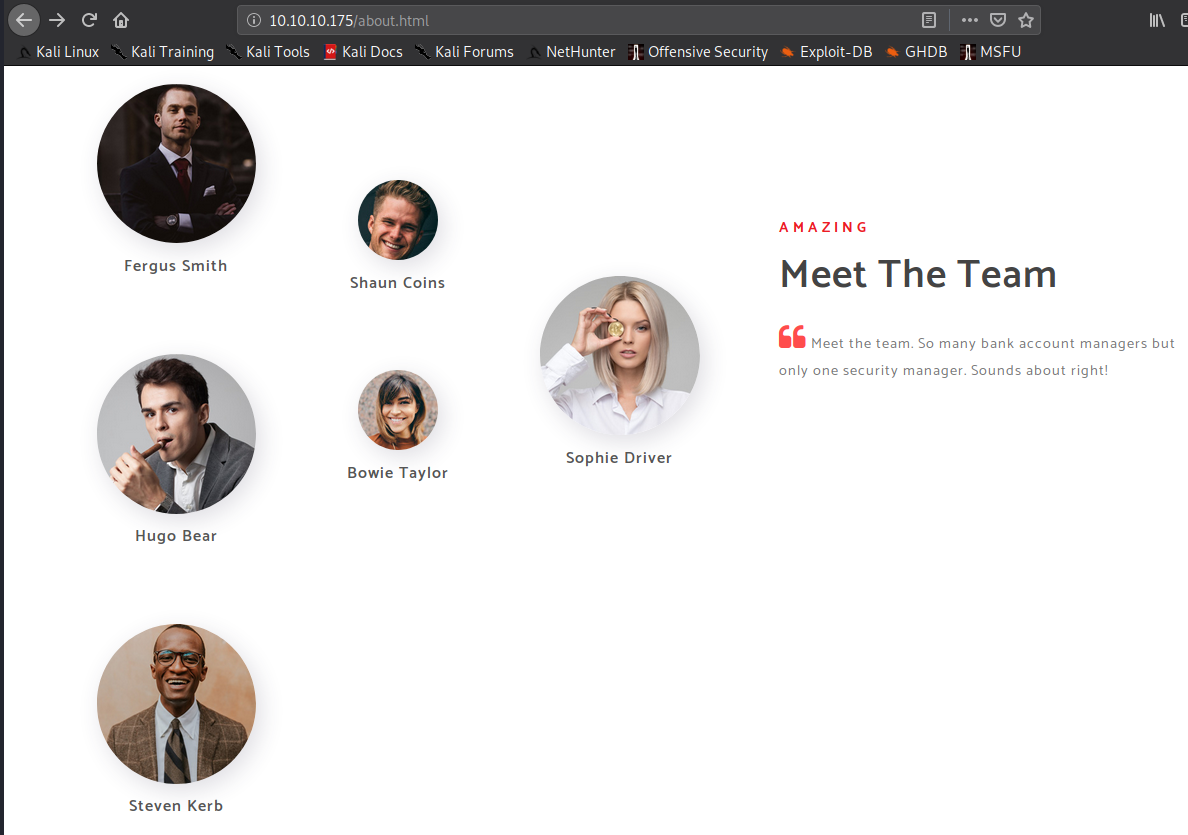 10.10.10.175/about.html
Kali Linux Kali Training Kali Tools Kali Docs Kali Forums NetHunter Offensive Security Exploit-DB GHDB MSFU
Fergus Smith
Shaun Coins
Hugo Bear
Bowie Taylor
Sophie Driver
Steven Kerb
AMAZING
Meet The Team
Meet the team. So many bank account managers but
only one security manager. Sounds about right!